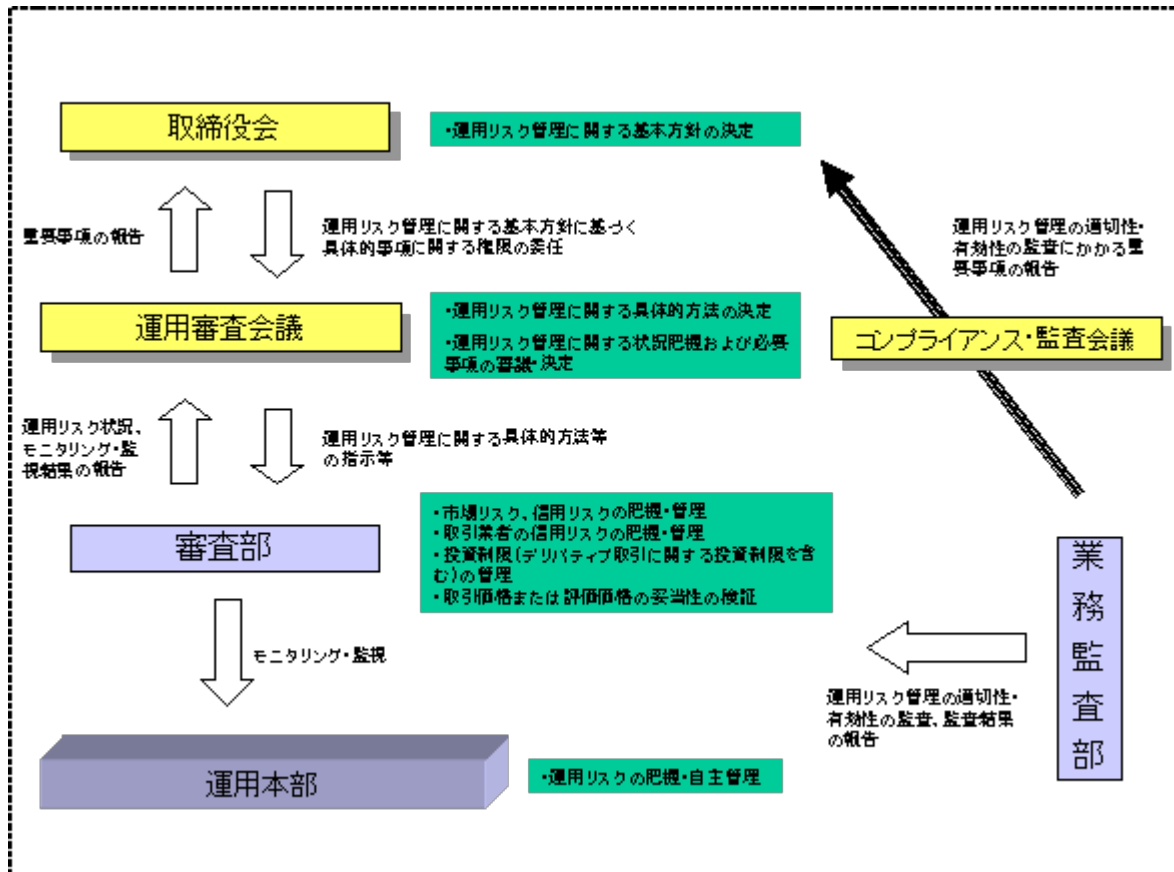 取締役会
・運用リスク管理に関する基本方針の決定
重要事項の報告
運用リスク管理に関する基本方針に基づく
具体的事項に関する権限の委任
運用リスク管理の適切性・
有効性の監査にかかる重
要事項の報告
運用審査会議
・運用リスク管理に関する具体的方法の決定
・運用リスク管理に関する状況把握および必要
事項の審議・決定
コンプライアンス・監査会議
運用リスク状況、
モニタリング・監
視結果の報告
運用リスク管理に関する具体的方法等
の指示等
審査部
・市場リスク、信用リスクの把握・管理
・取引業者の信用リスクの把握・管理
・投資制限(デリバティブ取引に関する投資制限を含
む)の管理
・取引価格または評価価格の妥当性の検証
業務監査部
モニタリング・監視
運用リスク管理の適切性・
有効性の監査、監査結果
の報告
運用本部
・運用リスクの把握・自主管理